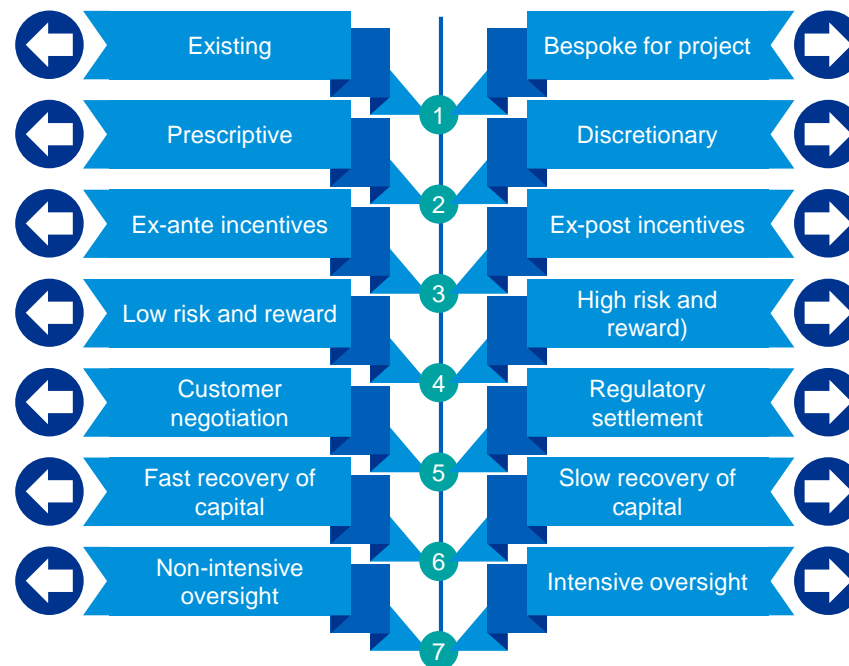 Existing
Bespoke for project
1
Prescriptive
Discretionary
2
Ex-ante incentives
Ex-post incentives
3
Low risk and reward
High risk and
reward)
4
Customer
negotiation
Regulatory
settlement
5
Fast recovery of
capital
Slow recovery of
capital
6
Non-intensive
oversight
Intensive oversight
7